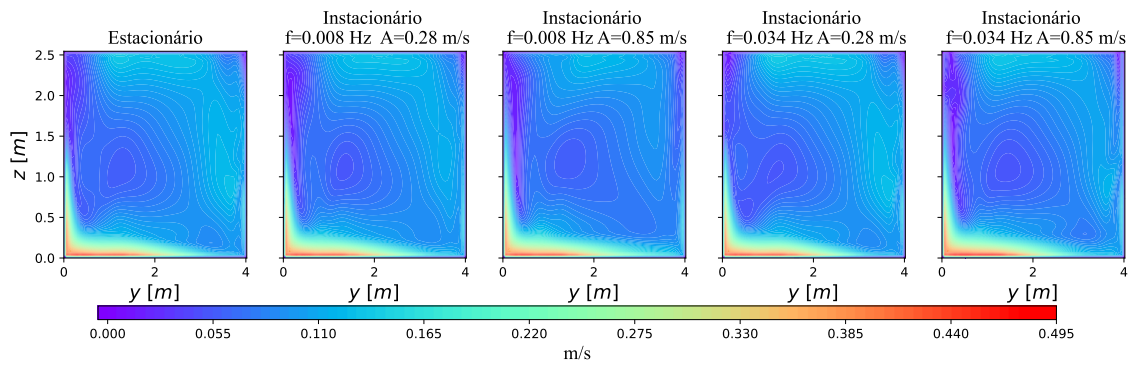 Estacionário
Instacionário
f=0.008 Hz  A=0.28 m/s
Instacionário
f=0.008 Hz A=0.85 m/s
Instacionário
f=0.034 Hz A=0.28 m/s
Instacionário
f=0.034 Hz A=0.85 m/s
z [m]
2.5
2.0
1.5
1.0
0.5
0.0
0 2 4
0 2 4
0 2 4
0 2 4
0 2 4
y [m]
y [m]
y [m]
y [m]
y [m]
0.000 0.055 0.110 0.165 0.220 0.275 0.330 0.385 0.440 0.495
m/s